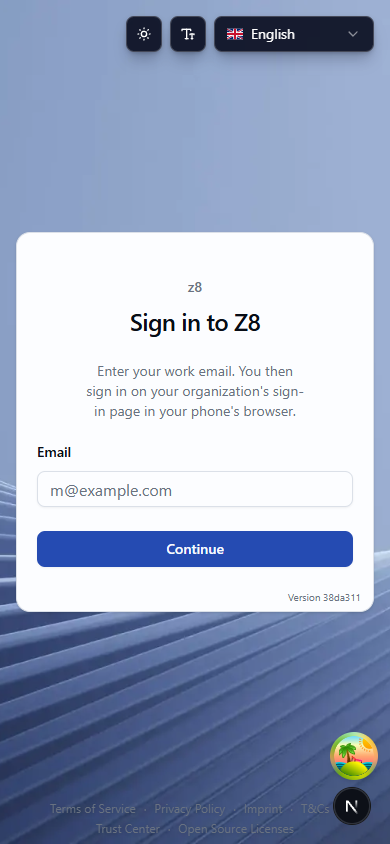 English
z8
Sign in to Z8
Enter your work email. You then
sign in on your organization's sign-
in page in your phone's browser.
Email
m@example.com
Continue
Version 38da311
Terms of Service · Privacy Policy · Imprint · T&Cs
Trust Center · Open Source Licenses
N